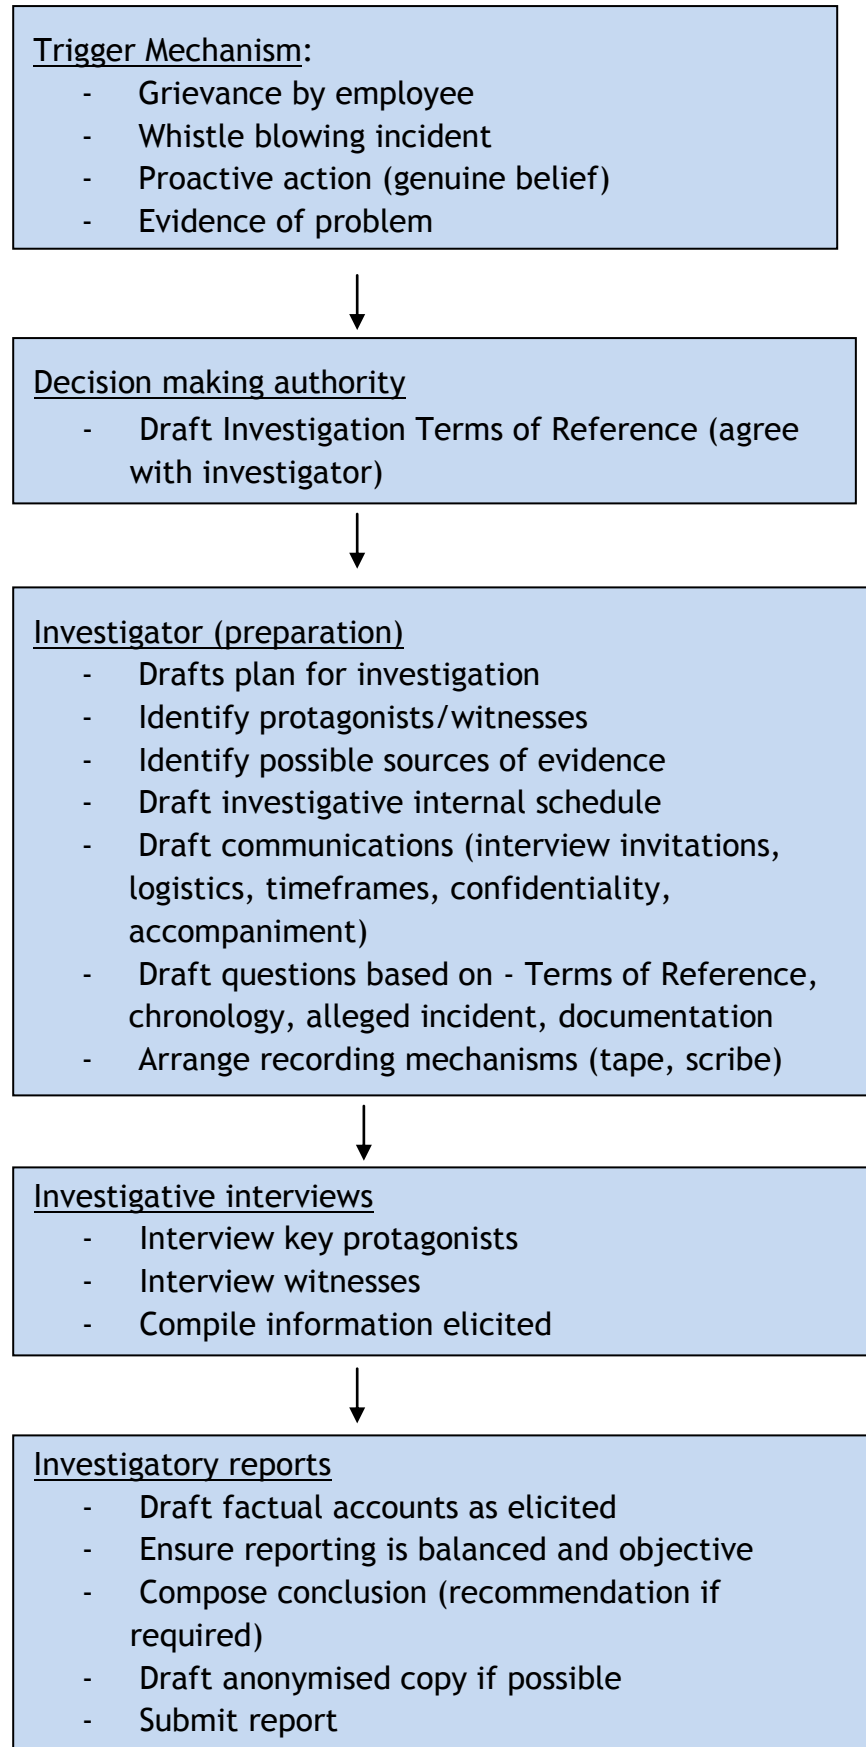 Trigger Mechanism:
- Grievance by employee
- Whistle blowing incident
- Proactive action (genuine belief)
- Evidence of problem
Decision making authority
- Draft Investigation Terms of Reference (agree
with investigator)
Investigator (preparation)
- Drafts plan for investigation
- Identify protagonists/witnesses
- Identify possible sources of evidence
- Draft investigative internal schedule
- Draft communications (interview invitations,
logistics, timeframes, confidentiality,
accompaniment)
- Draft questions based on - Terms of Reference,
chronology, alleged incident, documentation
- Arrange recording mechanisms (tape, scribe)
Investigative interviews
- Interview key protagonists
- Interview witnesses
- Compile information elicited
Investigatory reports
- Draft factual accounts as elicited
- Ensure reporting is balanced and objective
- Compose conclusion (recommendation if
required)
- Draft anonymised copy if possible
- Submit report